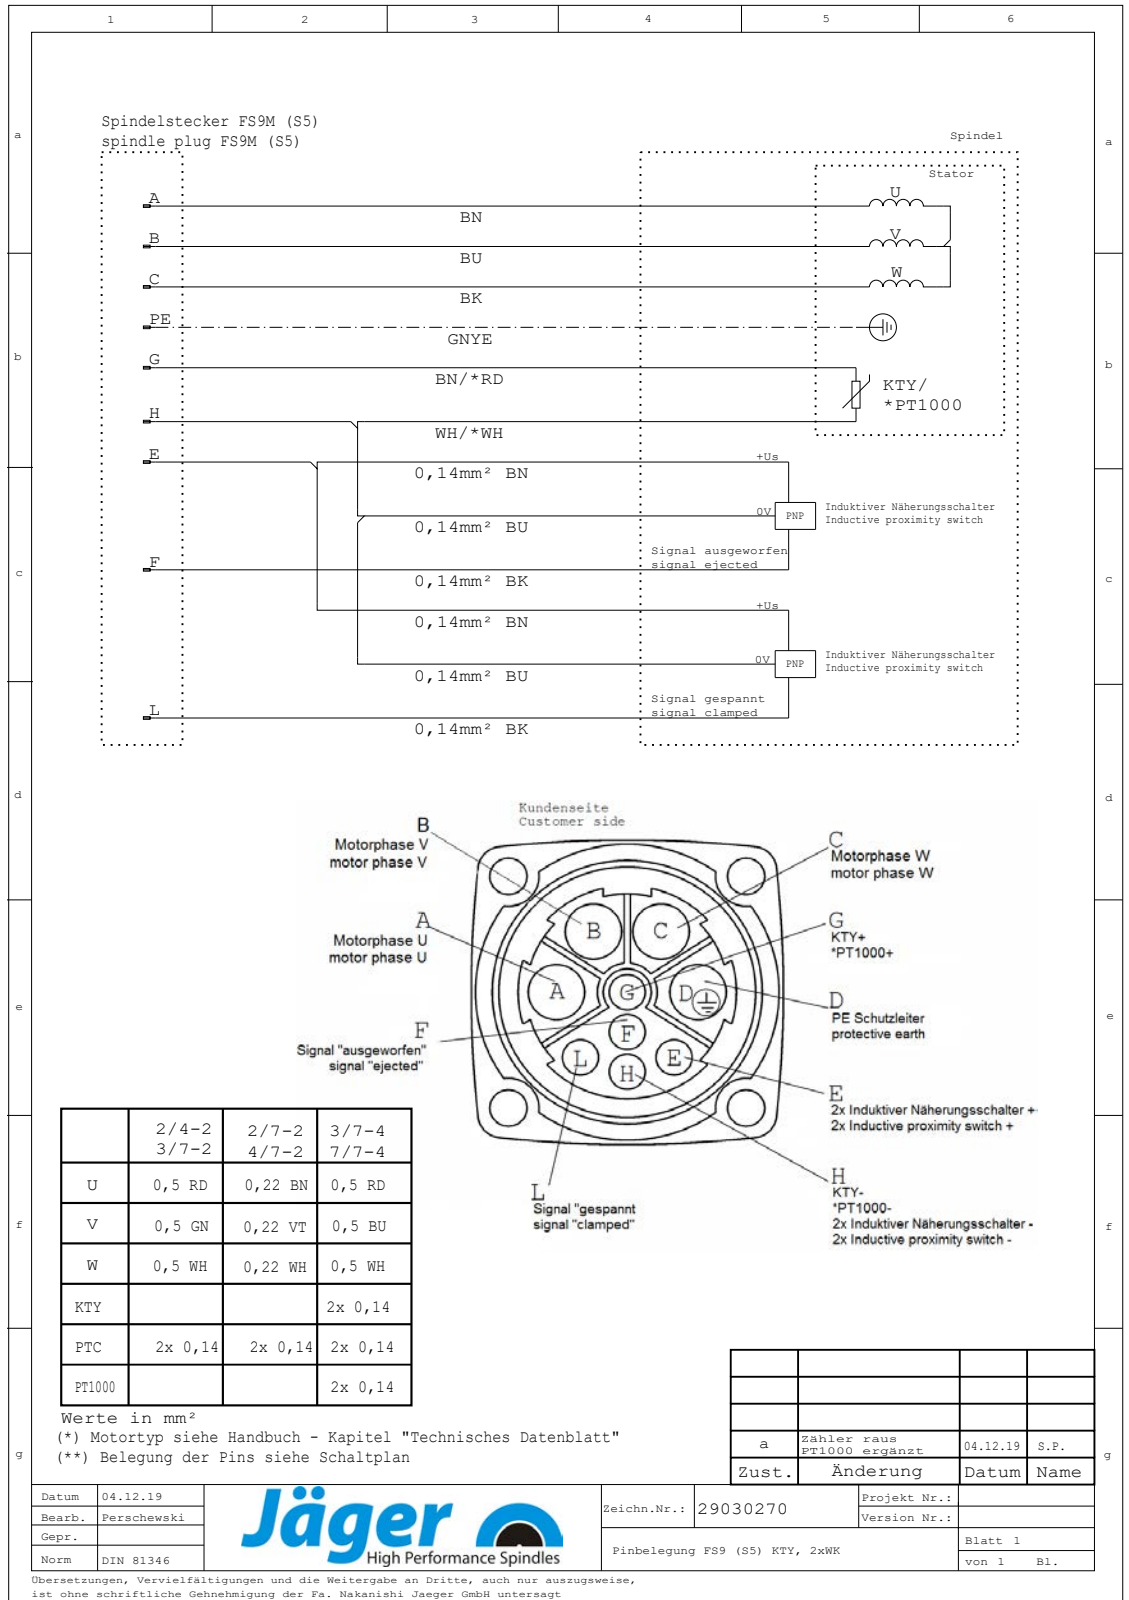 1 2 3 4 5 6
a
a
b
b
c
c
d
d
e
e
f
f
g
g
Spindelstecker FS9M (S5)
spindle plug FS9M (S5)
Spindel
Stator
A
BN
U
B
BU
V
C
BK
W
PE
GNYE
G
BN/*RD
KTY/
*PT1000
H
WH/*WH
E
+Us
0,14mm² BN
0V
PNP
Induktiver Näherungsschalter
Inductive proximity switch
0,14mm² BU
Signal ausgeworfen
signal ejected
F
0,14mm² BK
+Us
0,14mm² BN
0V
PNP
Induktiver Näherungsschalter
Inductive proximity switch
0,14mm² BU
Signal gespannt
signal clamped
L
0,14mm² BK
Kundenseite
Customer side
B
Motorphase V
motor phase V
C
Motorphase W
motor phase W
A
Motorphase U
motor phase U
G
KTY+
*PT1000+
B
C
A
G
D
F
L
E
H
D
PE Schutzleiter
protective earth
F
Signal "ausgeworfen"
signal "ejected"
E
2x Induktiver Näherungsschalter +
2x Inductive proximity switch +
L
Signal "gespannt
signal "clamped"
H
KTY-
*PT1000-
2x Induktiver Näherungsschalter -
2x Inductive proximity switch -
2/4-2 2/7-2 3/7-4
3/7-2 4/7-2 7/7-4
U 0,5 RD 0,22 BN 0,5 RD
V 0,5 GN 0,22 VT 0,5 BU
W 0,5 WH 0,22 WH 0,5 WH
KTY 2x 0,14
PTC 2x 0,14 2x 0,14 2x 0,14
PT1000 2x 0,14
Werte in mm²
(*) Motortyp siehe Handbuch - Kapitel "Technisches Datenblatt"
(**) Belegung der Pins siehe Schaltplan
a Zähler raus 04.12.19 S.P.
PT1000 ergänzt
Zust. Änderung Datum Name
Datum 04.12.19
Bearb. Perschewski
Gepr.
Norm DIN 81346
Jäger
High Performance Spindles
Zeichn.Nr.: 29030270
Projekt Nr.:
Version Nr.:
Pinbelegung FS9 (S5) KTY, 2xWK
Blatt 1
von 1 Bl.
Übersetzungen, Vervielfältigungen und die Weitergabe an Dritte, auch nur auszugsweise,
ist ohne schriftliche Gehnehmigung der Fa. Nakanishi Jaeger GmbH untersagt